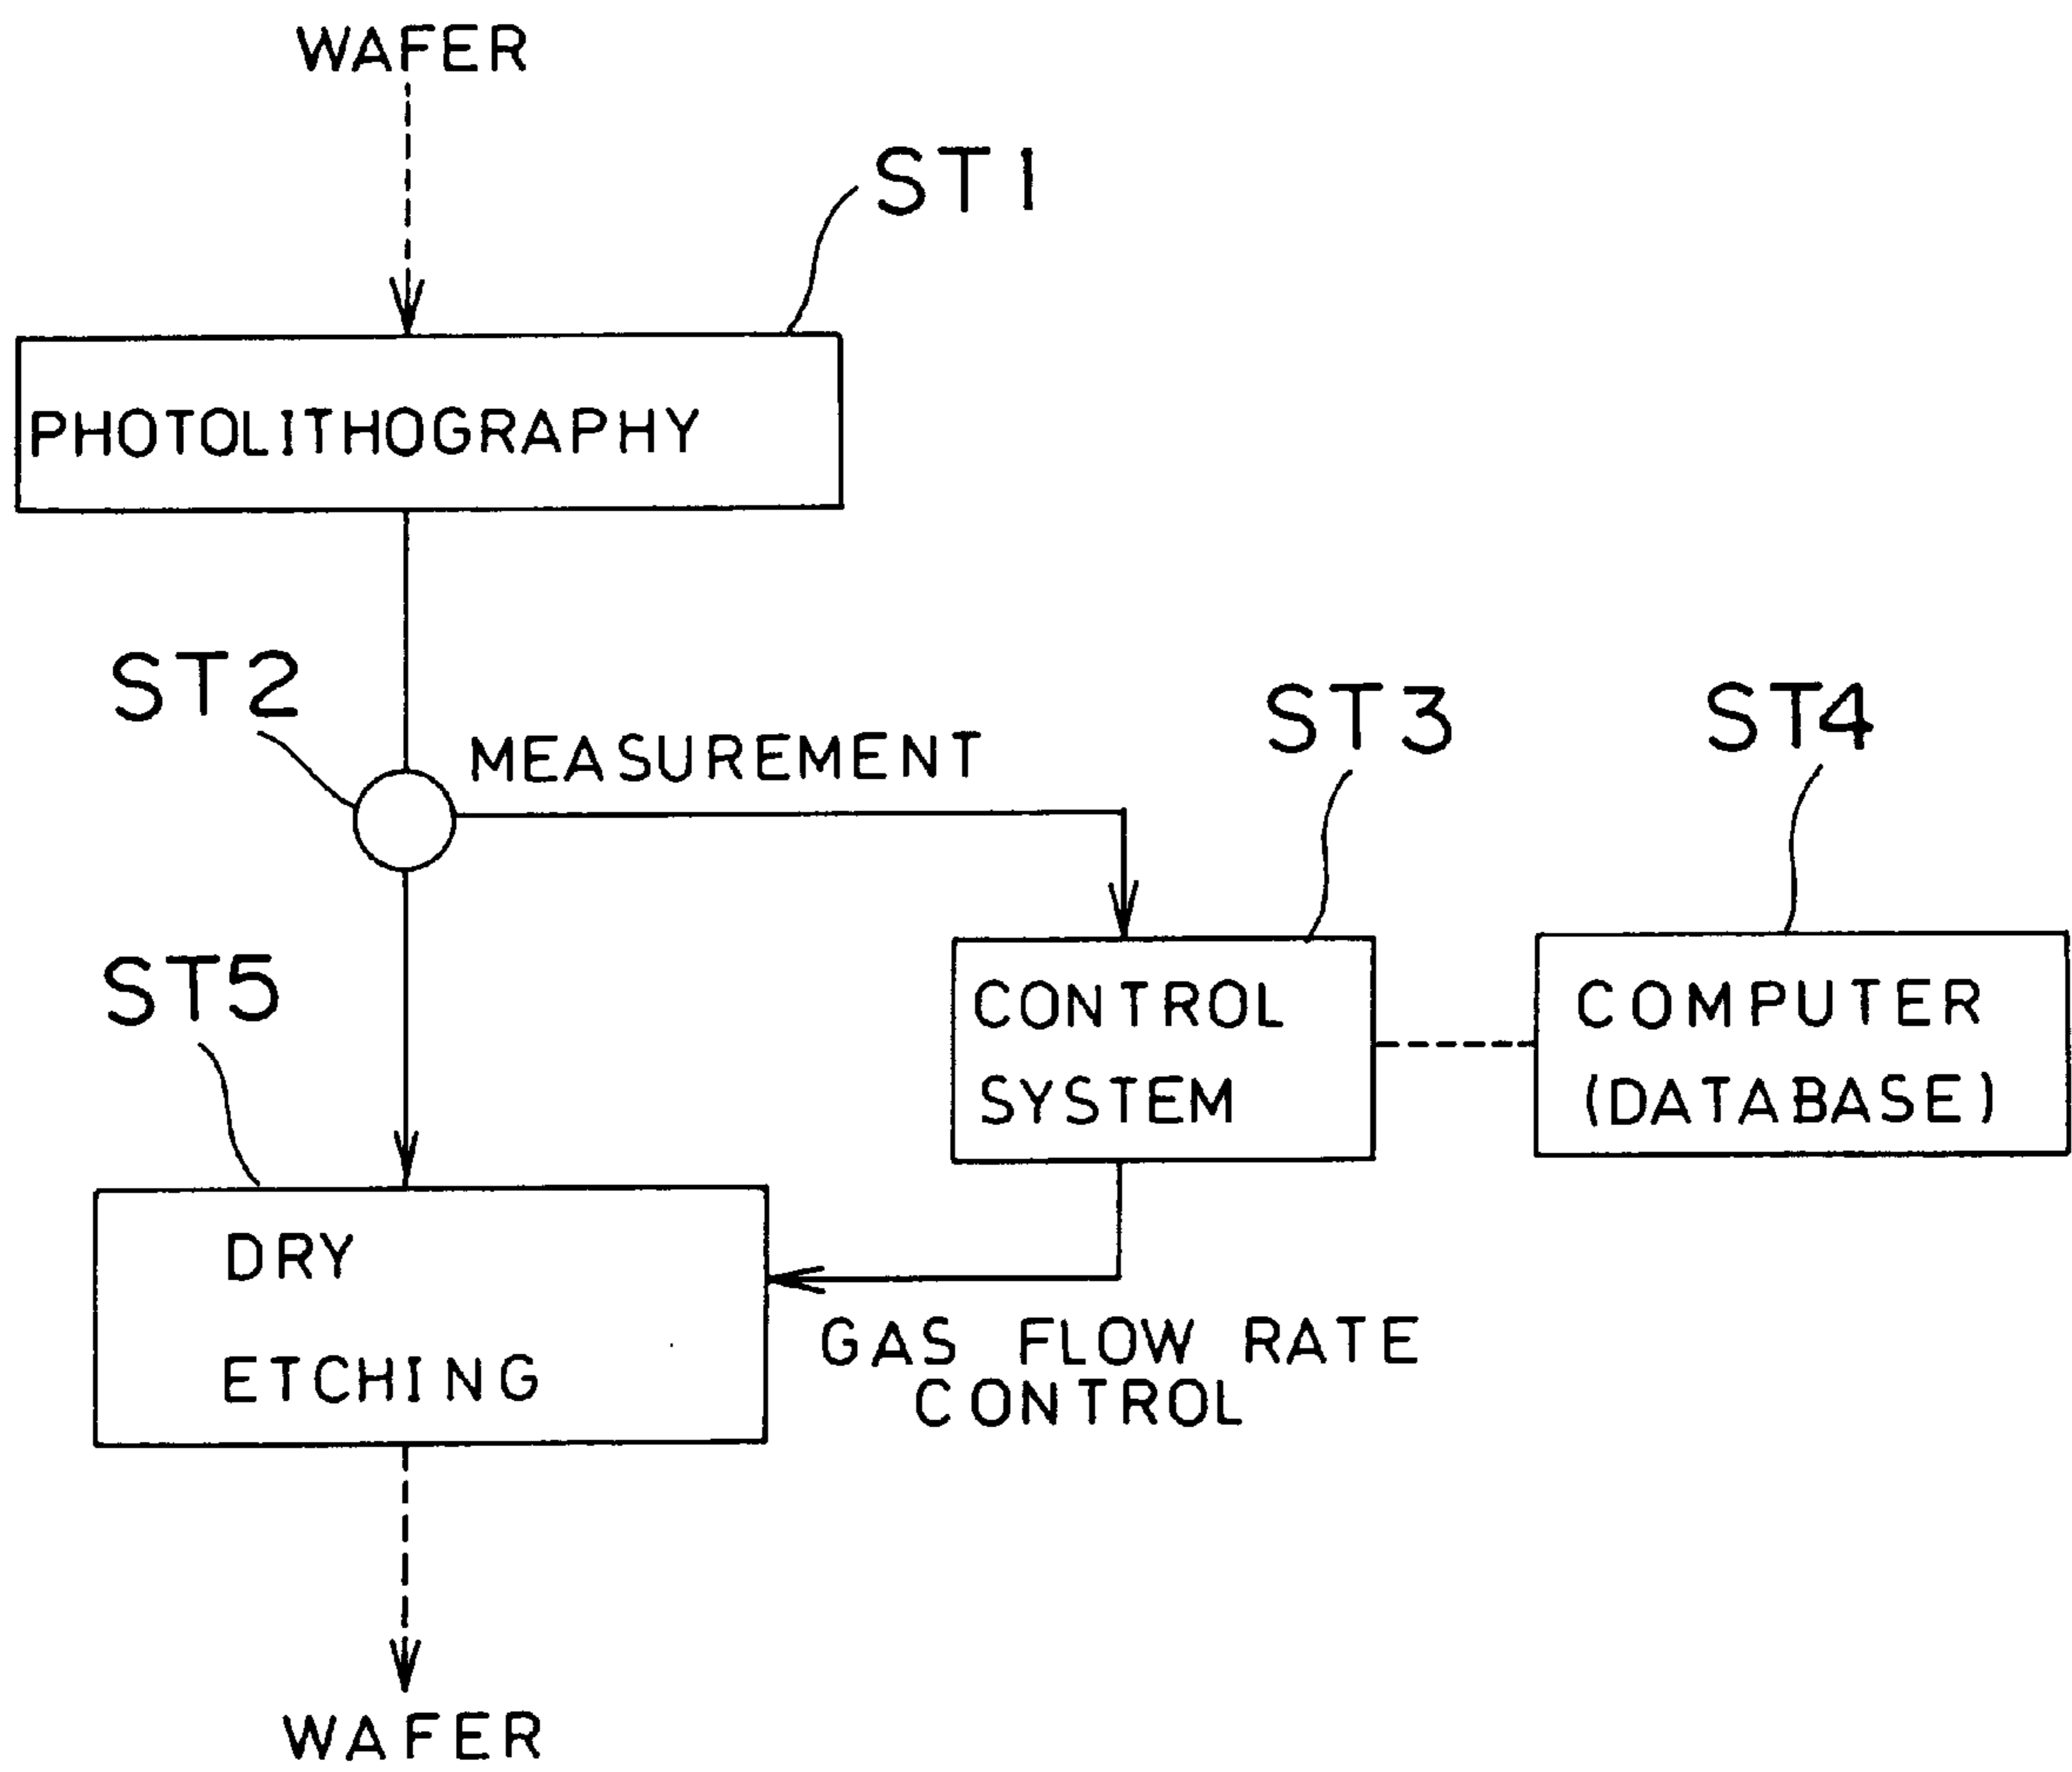 WAFER
ST1
PHOTOLITHOGRAPHY
ST2
MEASUREMENT
ST3
ST4
CONTROL
SYSTEM
COMPUTER
(DATABASE)
ST5
DRY
ETCHING
GAS FLOW RATE
CONTROL
WAFER